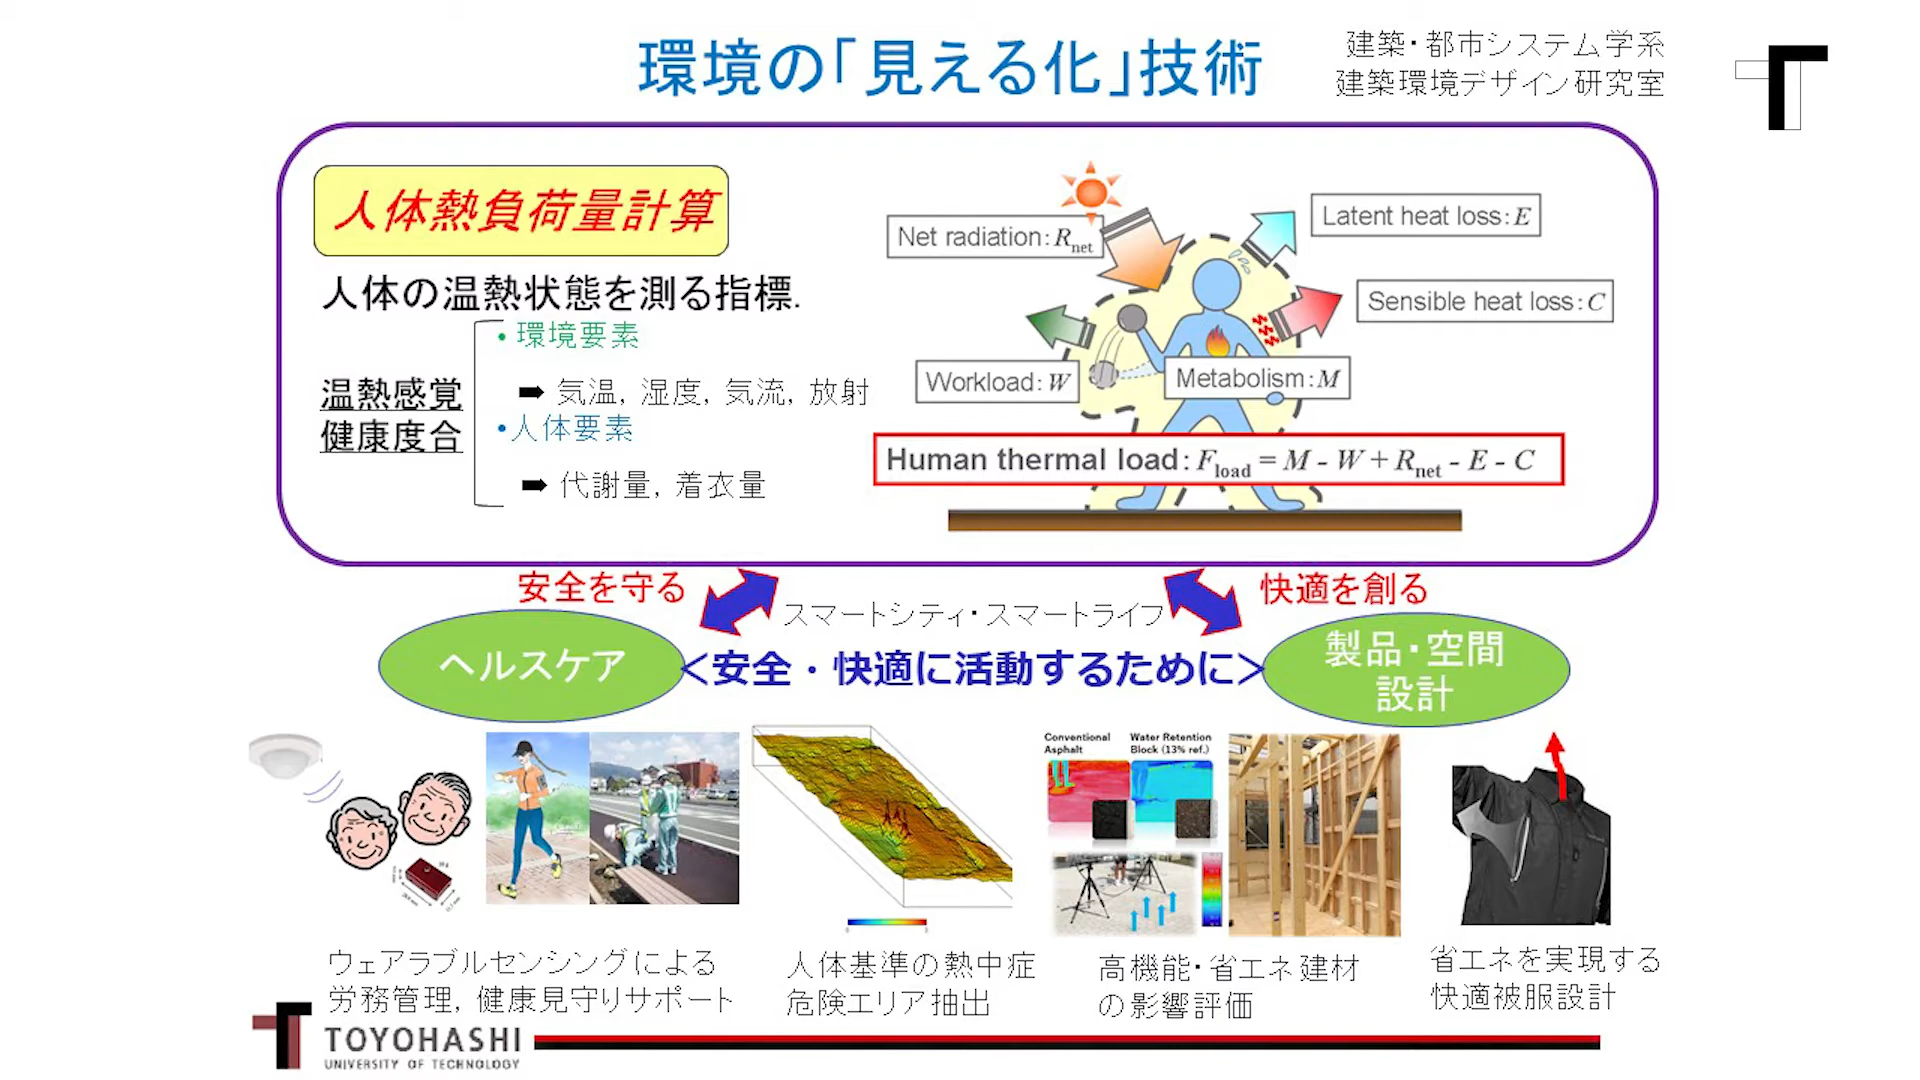 環境の「見える化」技術
建築・都市システム学系
建築環境デザイン研究室
人体熱負荷量計算
人体の温熱状態を測る指標.
温熱感覚
健康度合
• 環境要素
➡ 気温, 湿度, 気流, 放射
•人体要素
➡ 代謝量, 着衣量
Net radiation: Rnet
Latent heat loss: E
Sensible heat loss: C
Workload: W
Metabolism: M
Human thermal load: Fload = M - W + Rnet - E - C
安全を守る
快適を創る
スマートシティ・スマートライフ
ヘルスケア
<安全・快適に活動するために>
製品・空間
設計
Conventional
Asphalt
Water Retention
Block (13% ref.)
ウェアラブルセンシングによる
労務管理, 健康見守りサポート
人体基準の熱中症
危険エリア抽出
高機能・省エネ建材
の影響評価
省エネを実現する
快適被服設計
TOYOHASHI
UNIVERSITY OF TECHNOLOGY